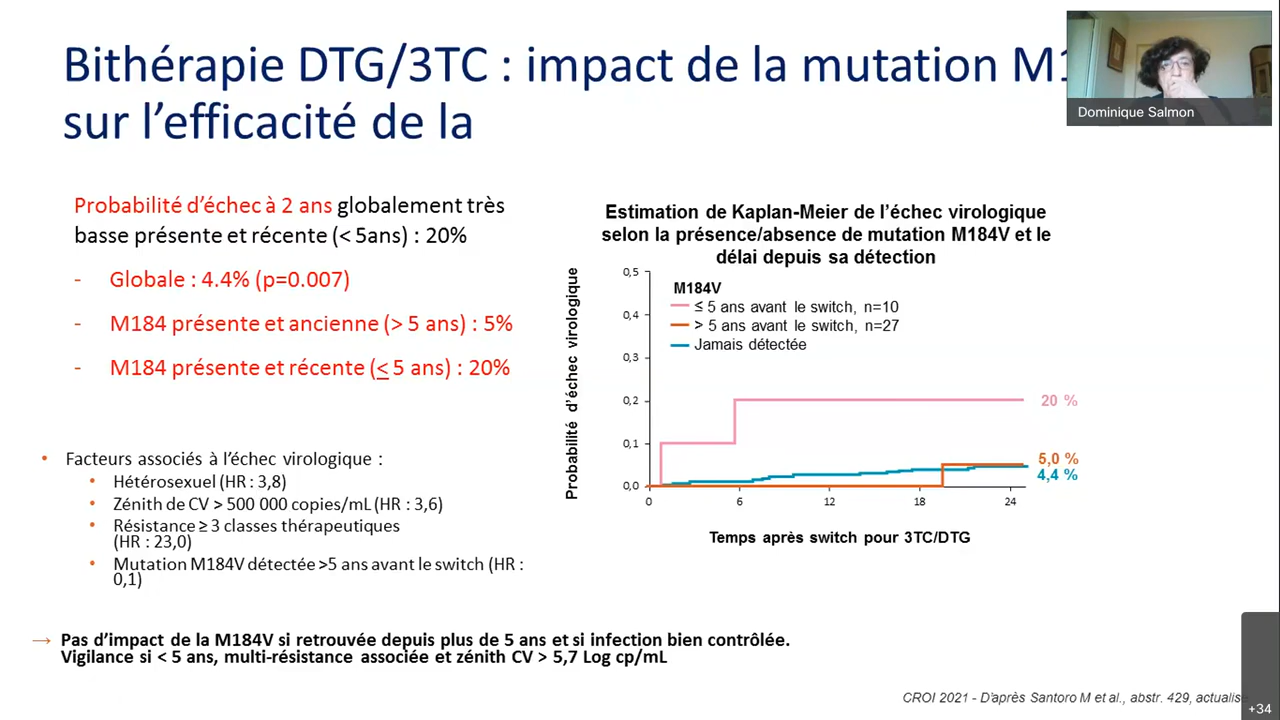 Bithérapie DTG/3TC : impact de la mutation
sur l’efficacité de la
Dominique Salmon
Probabilité d’échec à 2 ans globalement très
basse présente et récente (< 5ans) : 20%
- Globale : 4.4% (p=0.007)
- M184 présente et ancienne (> 5 ans) : 5%
- M184 présente et récente (≤ 5 ans) : 20%
• Facteurs associés à l’échec virologique :
• Hétérosexuel (HR : 3,8)
• Zénith de CV > 500 000 copies/mL (HR : 3,6)
• Résistance ≥ 3 classes thérapeutiques
(HR : 23,0)
• Mutation M184V détectée >5 ans avant le switch (HR :
0,1)
Estimation de Kaplan-Meier de l’échec virologique
selon la présence/absence de mutation M184V et le
délai depuis sa détection
Probabilité d’échec virologique
0,5
0,4
0,3
0,2
0,1
0,0
M184V
≤ 5 ans avant le switch, n=10
> 5 ans avant le switch, n=27
Jamais détectée
20 %
5,0 %
4,4 %
0 6 12 18 24
Temps après switch pour 3TC/DTG
→ Pas d’impact de la M184V si retrouvée depuis plus de 5 ans et si infection bien contrôlée.
Vigilance si < 5 ans, multi-résistance associée et zénith CV > 5,7 Log cp/mL
CROI 2021 - D’après Santoro M et al., abstr. 429, actualisé
+34